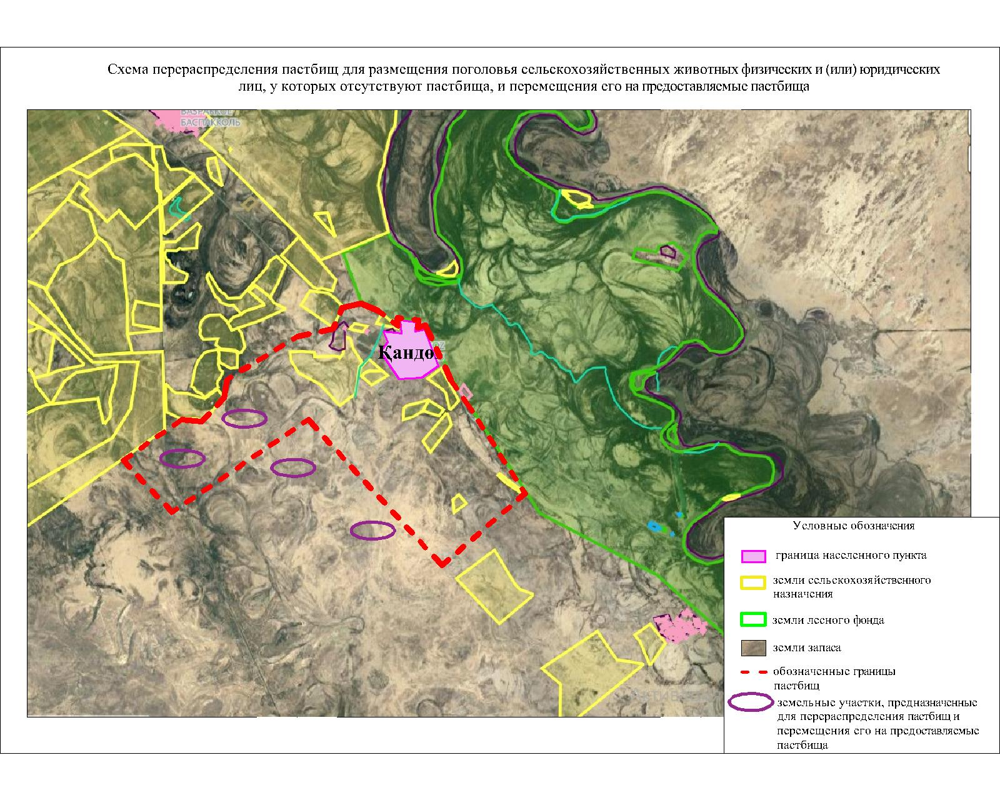 Схема перераспределения пастбищ для размещения поголовья сельскохозяйственных животных физических и (или) юридических
лиц, у которых отсутствуют пастбища, и перемещения его на предоставляемые пастбища
BASPAKKOL
БАСПАККОЛЬ
Қандө
Условные обозначения
граница населенного пункта
земли сельскохозяйственного
назначения
земли лесного фонда
земли запаса
обозначенные границы
пастбищ
земельные участки, предназначенные
для перераспределения пастбищ и
перемещения его на предоставляемые
пастбища